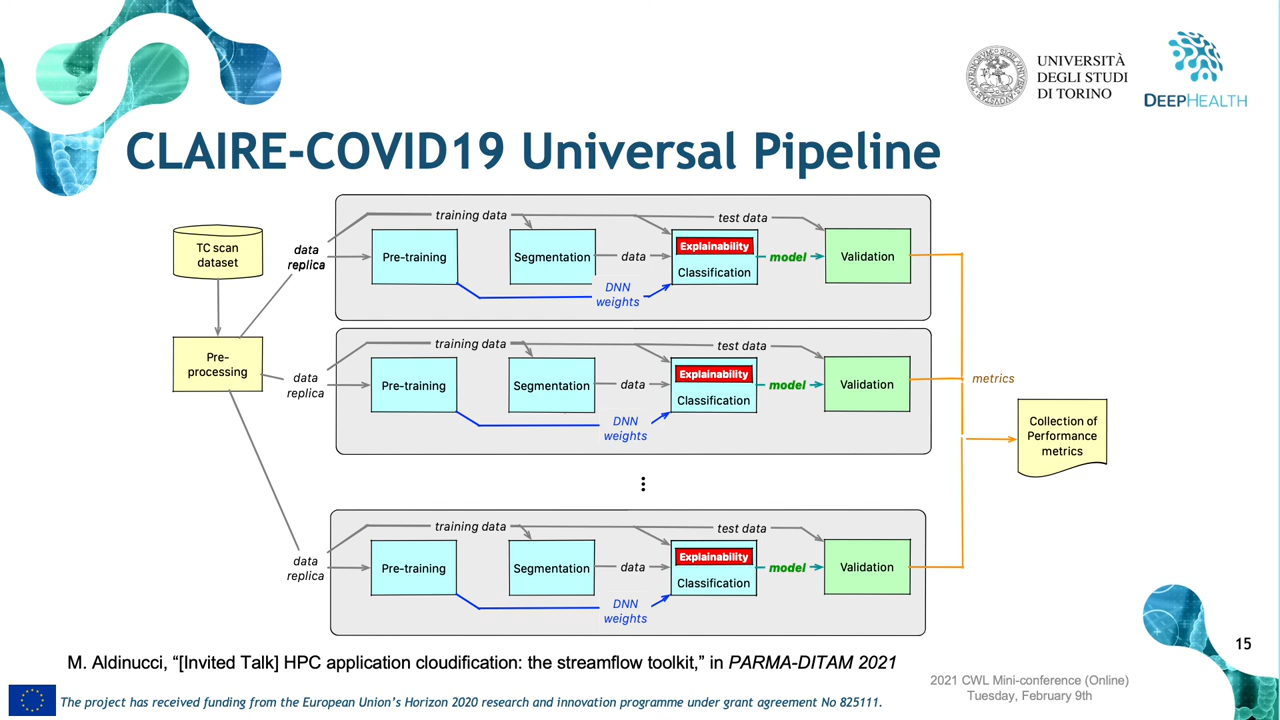 UNIVERSITÀ
DEGLI STUDI
DI TORINO
DEEPHEALTH
CLAIRE-COVID19 Universal Pipeline
TC scan
dataset
Pre-
processing
data
replica
training data
test data
Pre-training
Segmentation
data
Explainability
Classification
model
Validation
DNN
weights
data
replica
training data
test data
Pre-training
Segmentation
data
Explainability
Classification
model
Validation
DNN
weights
metrics
Collection of
Performance
metrics
data
replica
training data
test data
Pre-training
Segmentation
data
Explainability
Classification
model
Validation
DNN
weights
M. Aldinucci, “[Invited Talk] HPC application cloudification: the streamflow toolkit,” in PARMA-DITAM 2021
15
2021 CWL Mini-conference (Online)
Tuesday, February 9th
The project has received funding from the European Union’s Horizon 2020 research and innovation programme under grant agreement No 825111.